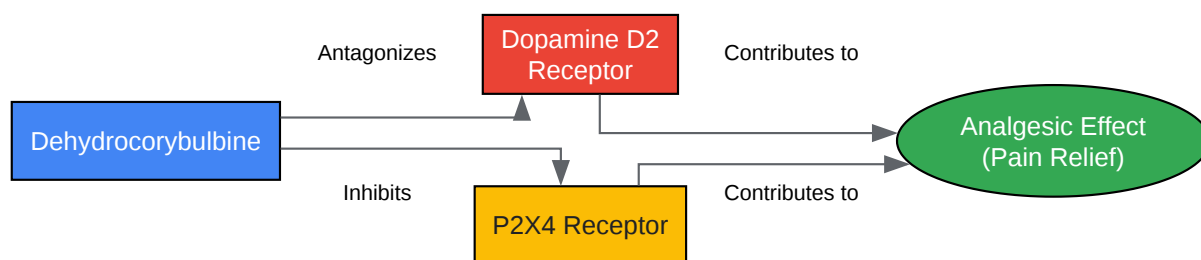 Antagonizes
Dopamine D2
Receptor
Contributes to
Dehydrocorybulbine
Analgesic Effect
(Pain Relief)
Inhibits
P2X4 Receptor
Contributes to